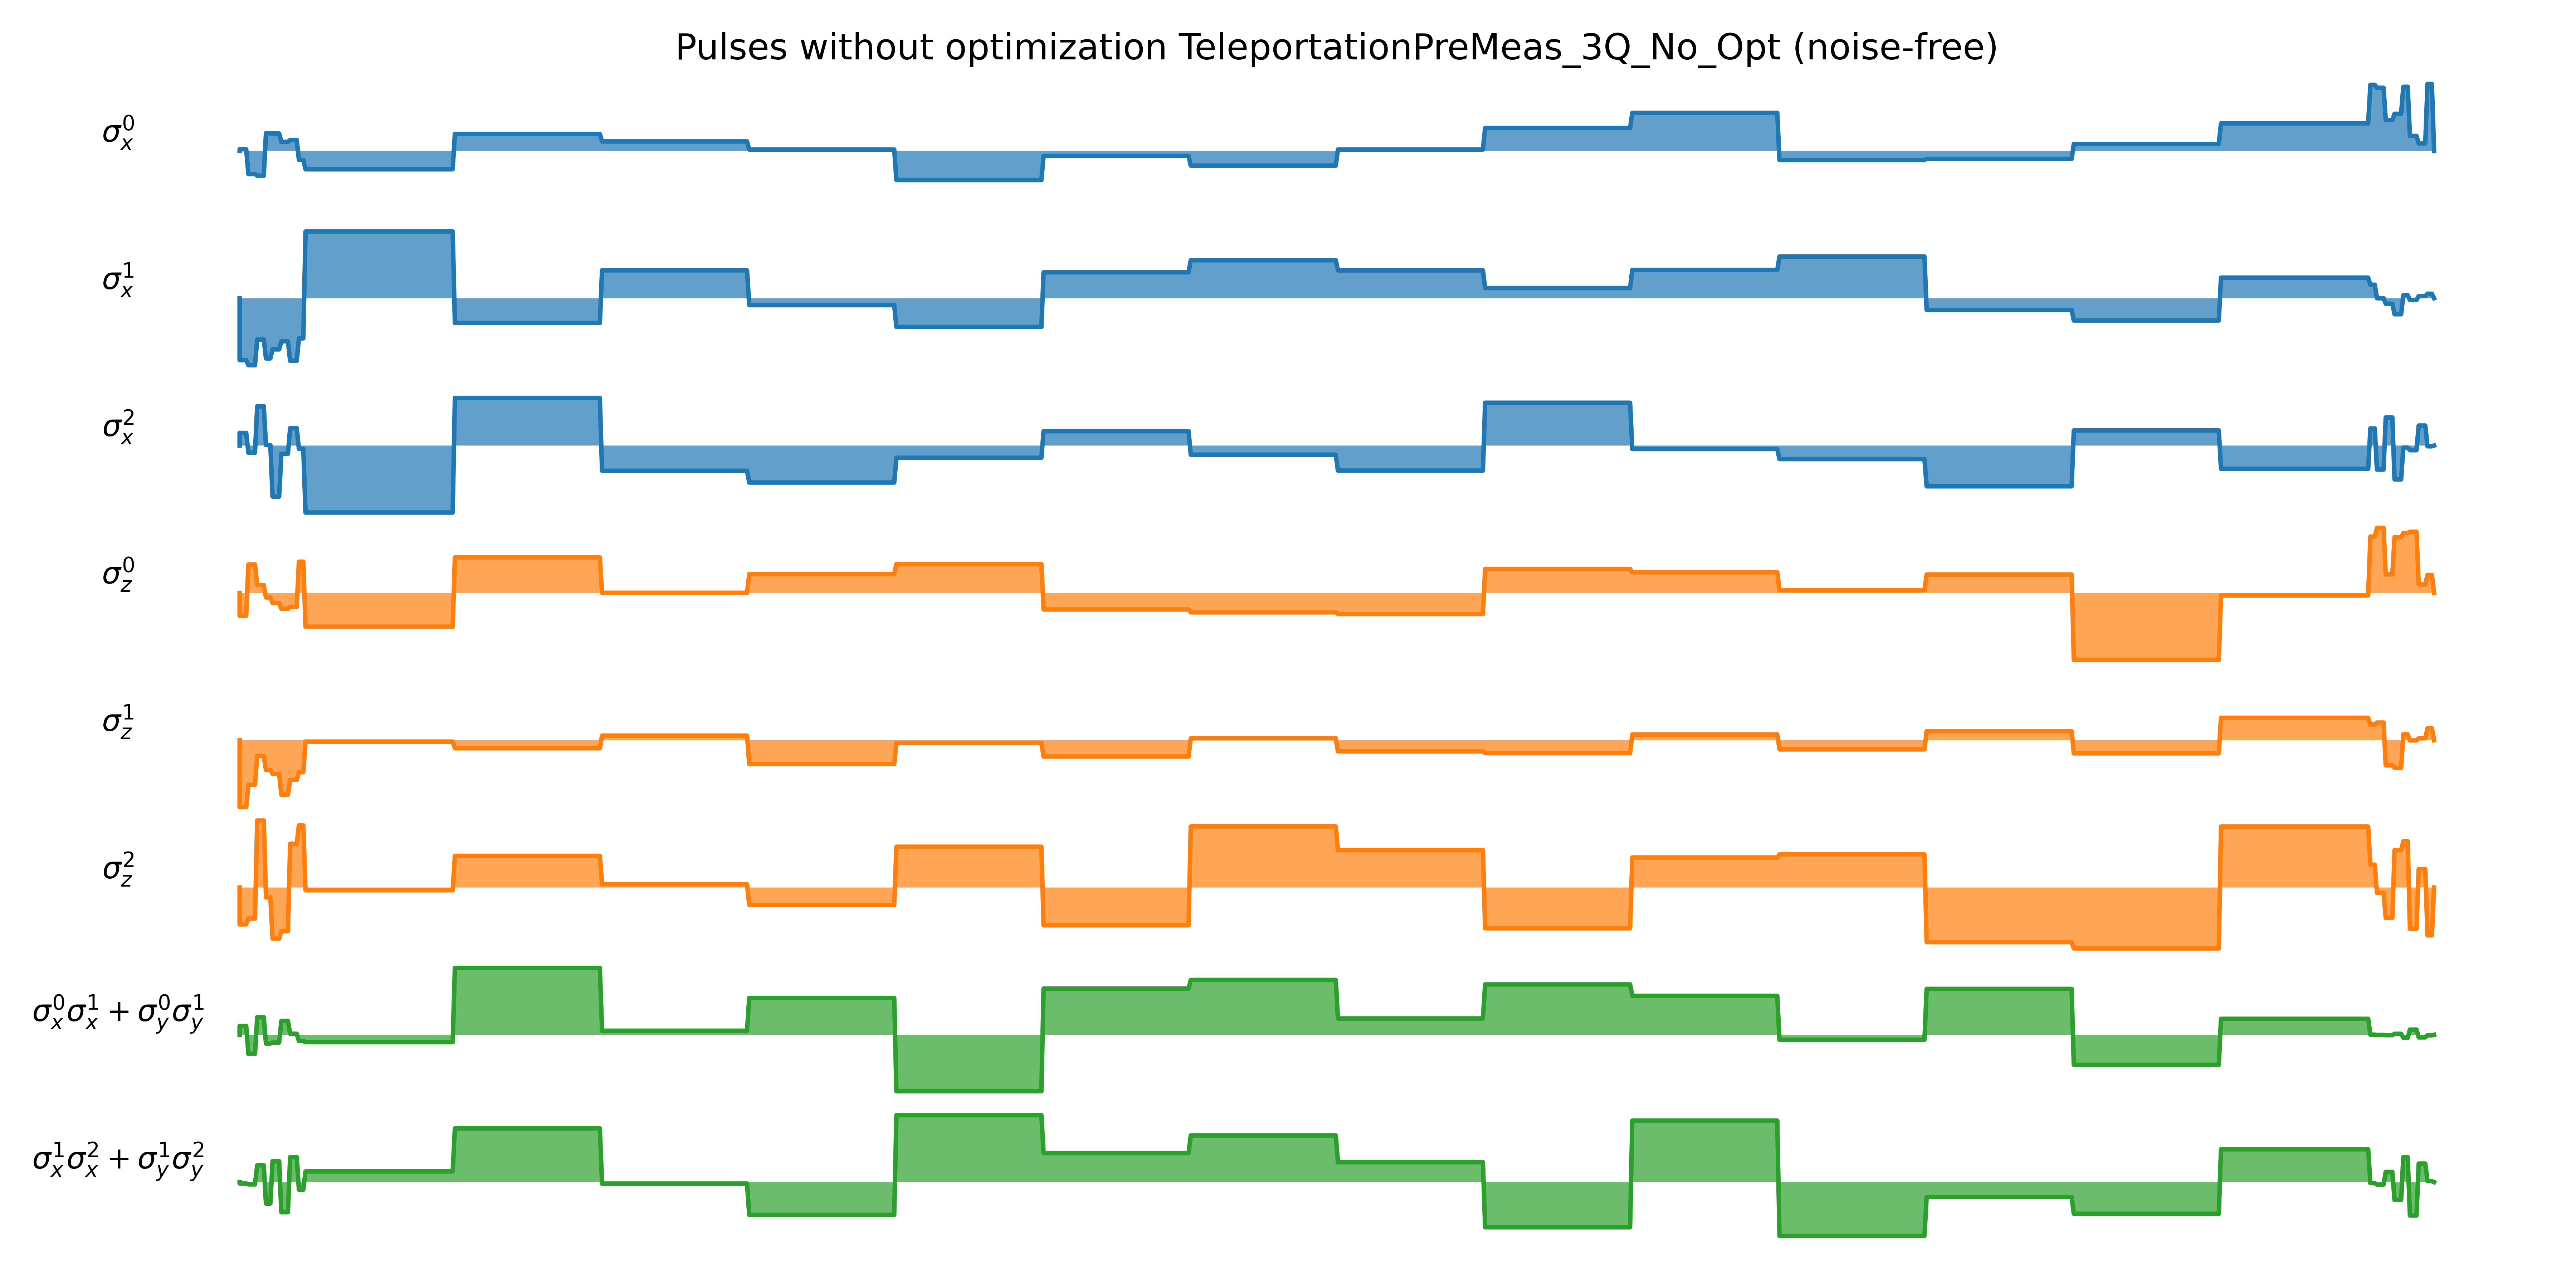 Pulses without optimization TeleportationPreMeas_3Q_No_Opt (noise-free)
σ_x^0
σ_x^1
σ_x^2
σ_z^0
σ_z^1
σ_z^2
σ_x^0σ_x^1 + σ_y^0σ_y^1
σ_x^1σ_x^2 + σ_y^1σ_y^2